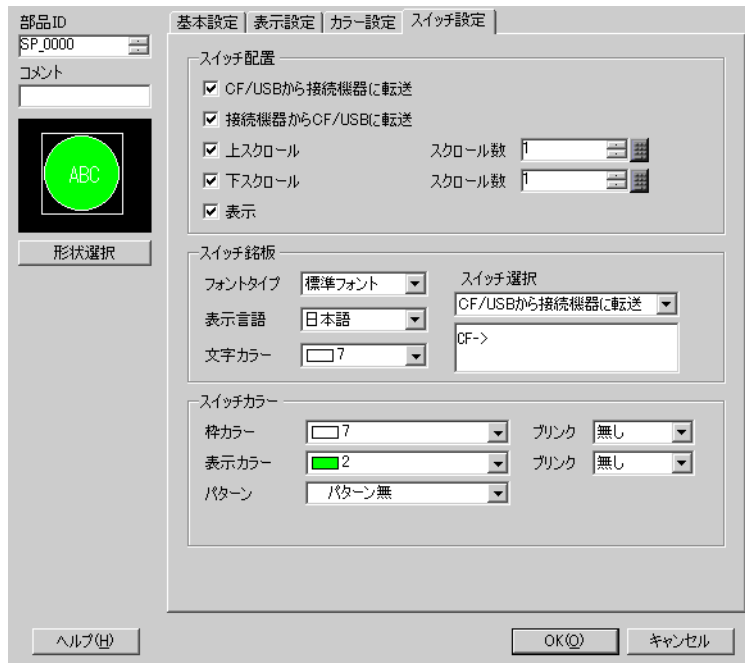 部品ID
SP_0000
コメント
ABC
形状選択
基本設定 表示設定 カラー設定 スイッチ設定
スイッチ配置
CF/USBから接続機器に転送
接続機器からCF/USBに転送
上スクロール スクロール数 1
下スクロール スクロール数 1
表示
スイッチ銘板
フォントタイプ 標準フォント
表示言語 日本語
文字カラー 7
スイッチ選択
CF/USBから接続機器に転送
CF->
スイッチカラー
枠カラー 7 ブリンク 無し
表示カラー 2 ブリンク 無し
パターン パターン無
ヘルプ(H) OK(O) キャンセル